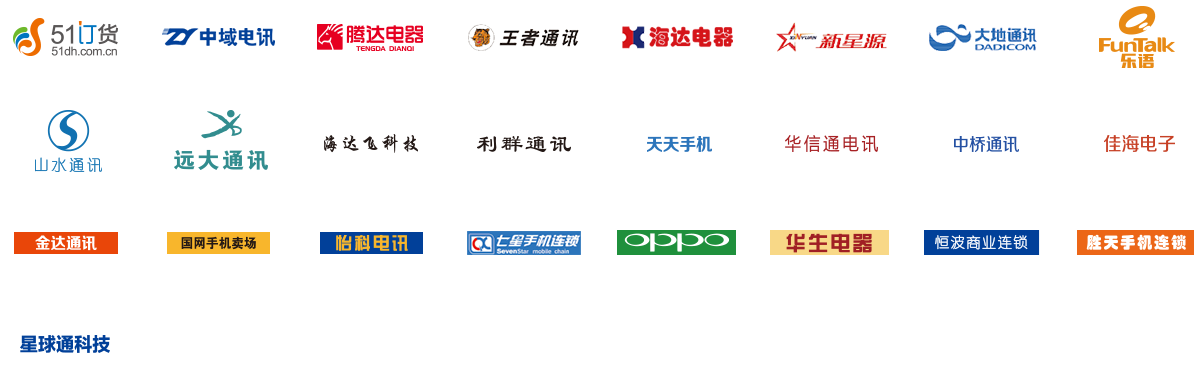 51订货
51dh.com.cn
ZY 中域电讯
腾达电器
TENGDA DIANQI
王者通讯
海达电器
XINXYUAN 新星源
大地通讯
DADICOM
FunTalk
乐语
山水通讯
远大通讯
海达飞科技
利群通讯
天天手机
华信通电讯
中桥通讯
佳海电子
金达通讯
国网手机卖场
怡科电讯
七星手机连锁
SevenStar mobile chain
oppo
华生电器
恒波商业连锁
胜天手机连锁
星球通科技